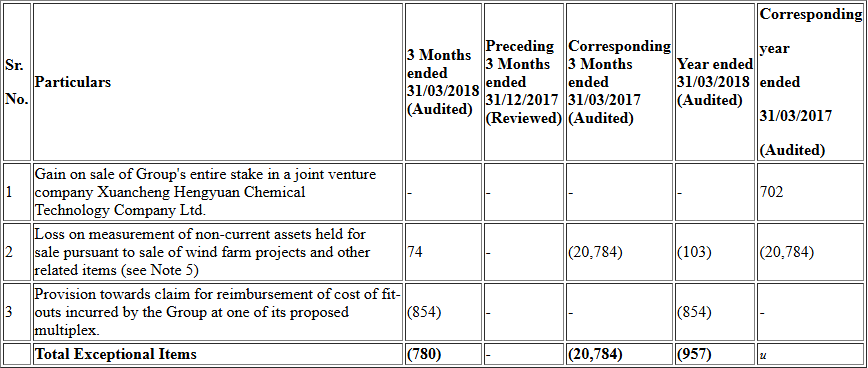 Sr. No. Particulars 3 Months ended 31/03/2018 (Audited) Preceding 3 Months ended 31/12/2017 (Reviewed) Corresponding 3 Months ended 31/03/2017 (Audited) Year ended 31/03/2018 (Audited) Corresponding year ended 31/03/2017 (Audited)
1 Gain on sale of Group's entire stake in a joint venture company Xuancheng Hengyuan Chemical Technology Company Ltd. - - - - 702
2 Loss on measurement of non-current assets held for sale pursuant to sale of wind farm projects and other related items (see Note 5) 74 - (20,784) (103) (20,784)
3 Provision towards claim for reimbursement of cost of fit-outs incurred by the Group at one of its proposed multiplex. (854) - - (854) -
Total Exceptional Items (780) - (20,784) (957) u